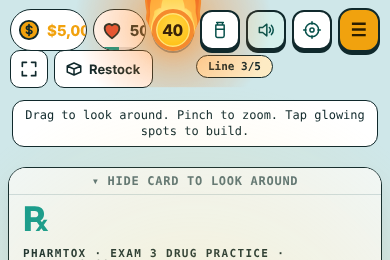 $5,00
50
40
Line 3/5
Restock
Drag to look around. Pinch to zoom. Tap glowing
spots to build.
▾ HIDE CARD TO LOOK AROUND
℞
PHARMTOX · EXAM 3 DRUG PRACTICE ·